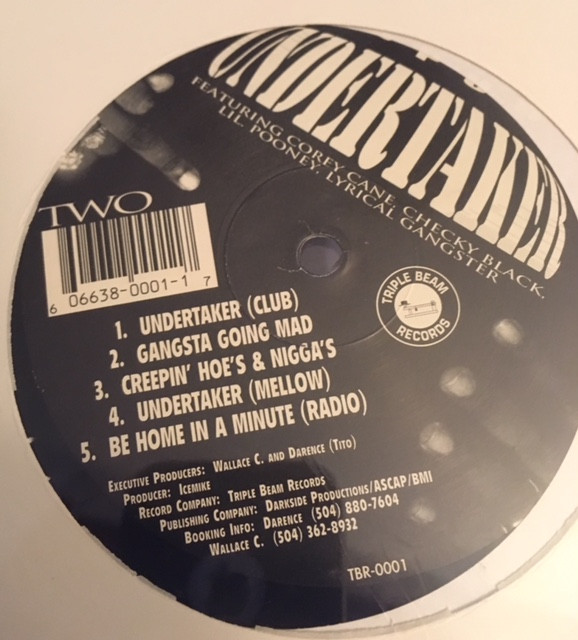 UNDERTAKER
FEATURING COREY CANE, CHECKY BLACK,
LIL. POONEY, LYRICAL GANGSTER
TWO
6 06638-0001-1 7
TRIPLE BEAM
RECORDS
1. UNDERTAKER (CLUB)
2. GANGSTA GOING MAD
3. CREEPIN' HOE'S & NIGGA'S
4. UNDERTAKER (MELLOW)
5. BE HOME IN A MINUTE (RADIO)
EXECUTIVE PRODUCERS: WALLACE C. AND DARENCE (TITO)
PRODUCER: ICEMIKE
RECORD COMPANY: TRIPLE BEAM RECORDS
PUBLISHING COMPANY: DARKSIDE PRODUCTIONS/ASCAP/BMI
BOOKING INFO: DARENCE (504) 880-7604
WALLACE C. (504) 362-8932
TBR-0001